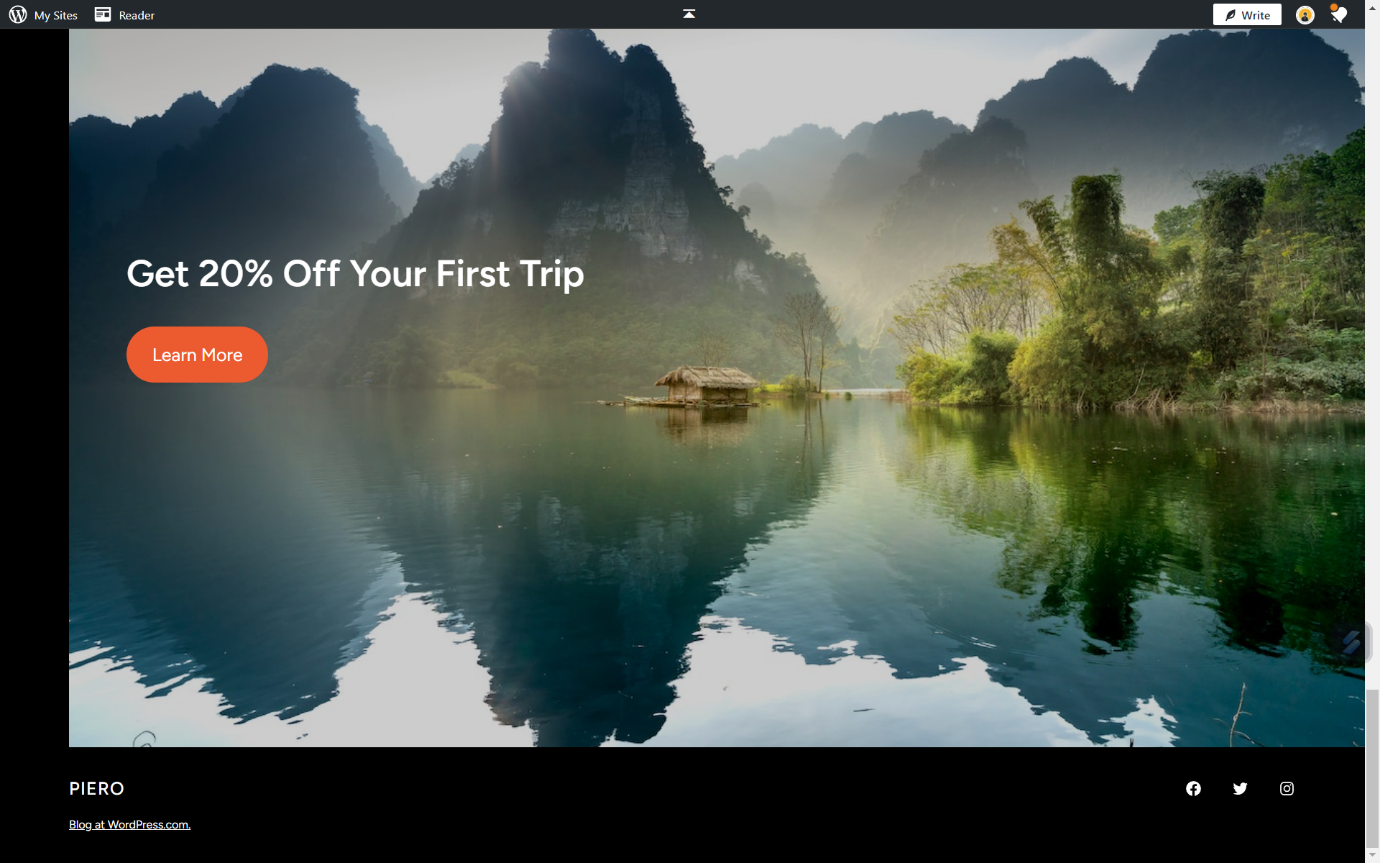 My Sites Reader Write
Get 20% Off Your First Trip
Learn More
PIERO
Blog at WordPress.com.